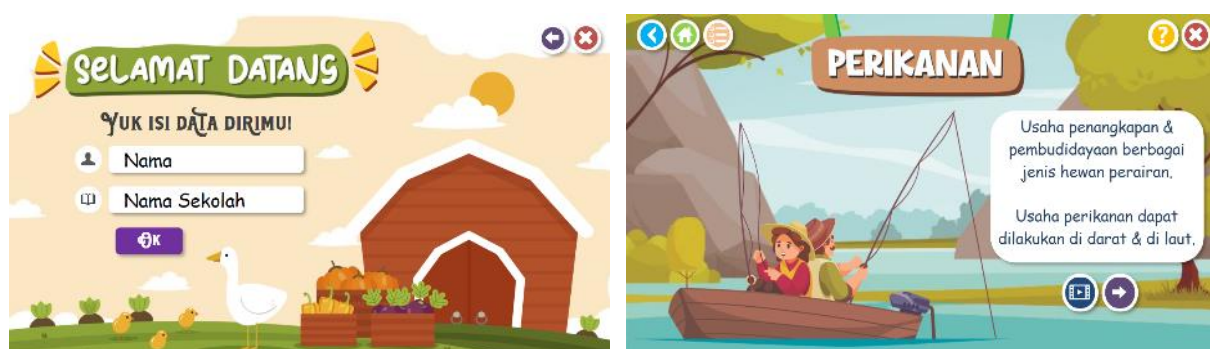 SELAMAT DATANG
YUK ISI DATA DIRIMU!
Nama
Nama Sekolah
OK
PERIKANAN
Usaha penangkapan &
pembudidayaan berbagai
jenis hewan perairan.
Usaha perikanan dapat
dilakukan di darat & di laut.
?